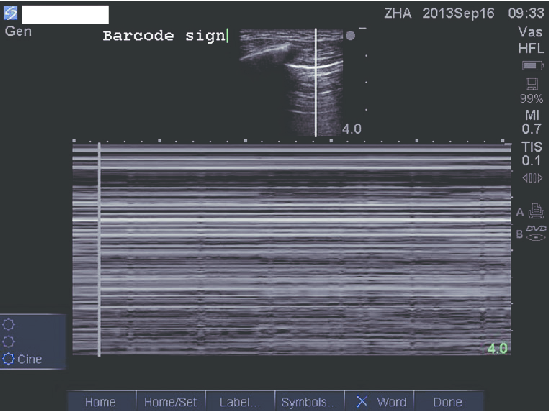 ZHA 2013Sep16 09:33
Gen
Barcode sign
Vas
HFL
99%
MI
0.7
TIS
0.1
4.0
A
B DVD
4.0
Cine
Home Home/Set Label... Symbols... X Word Done